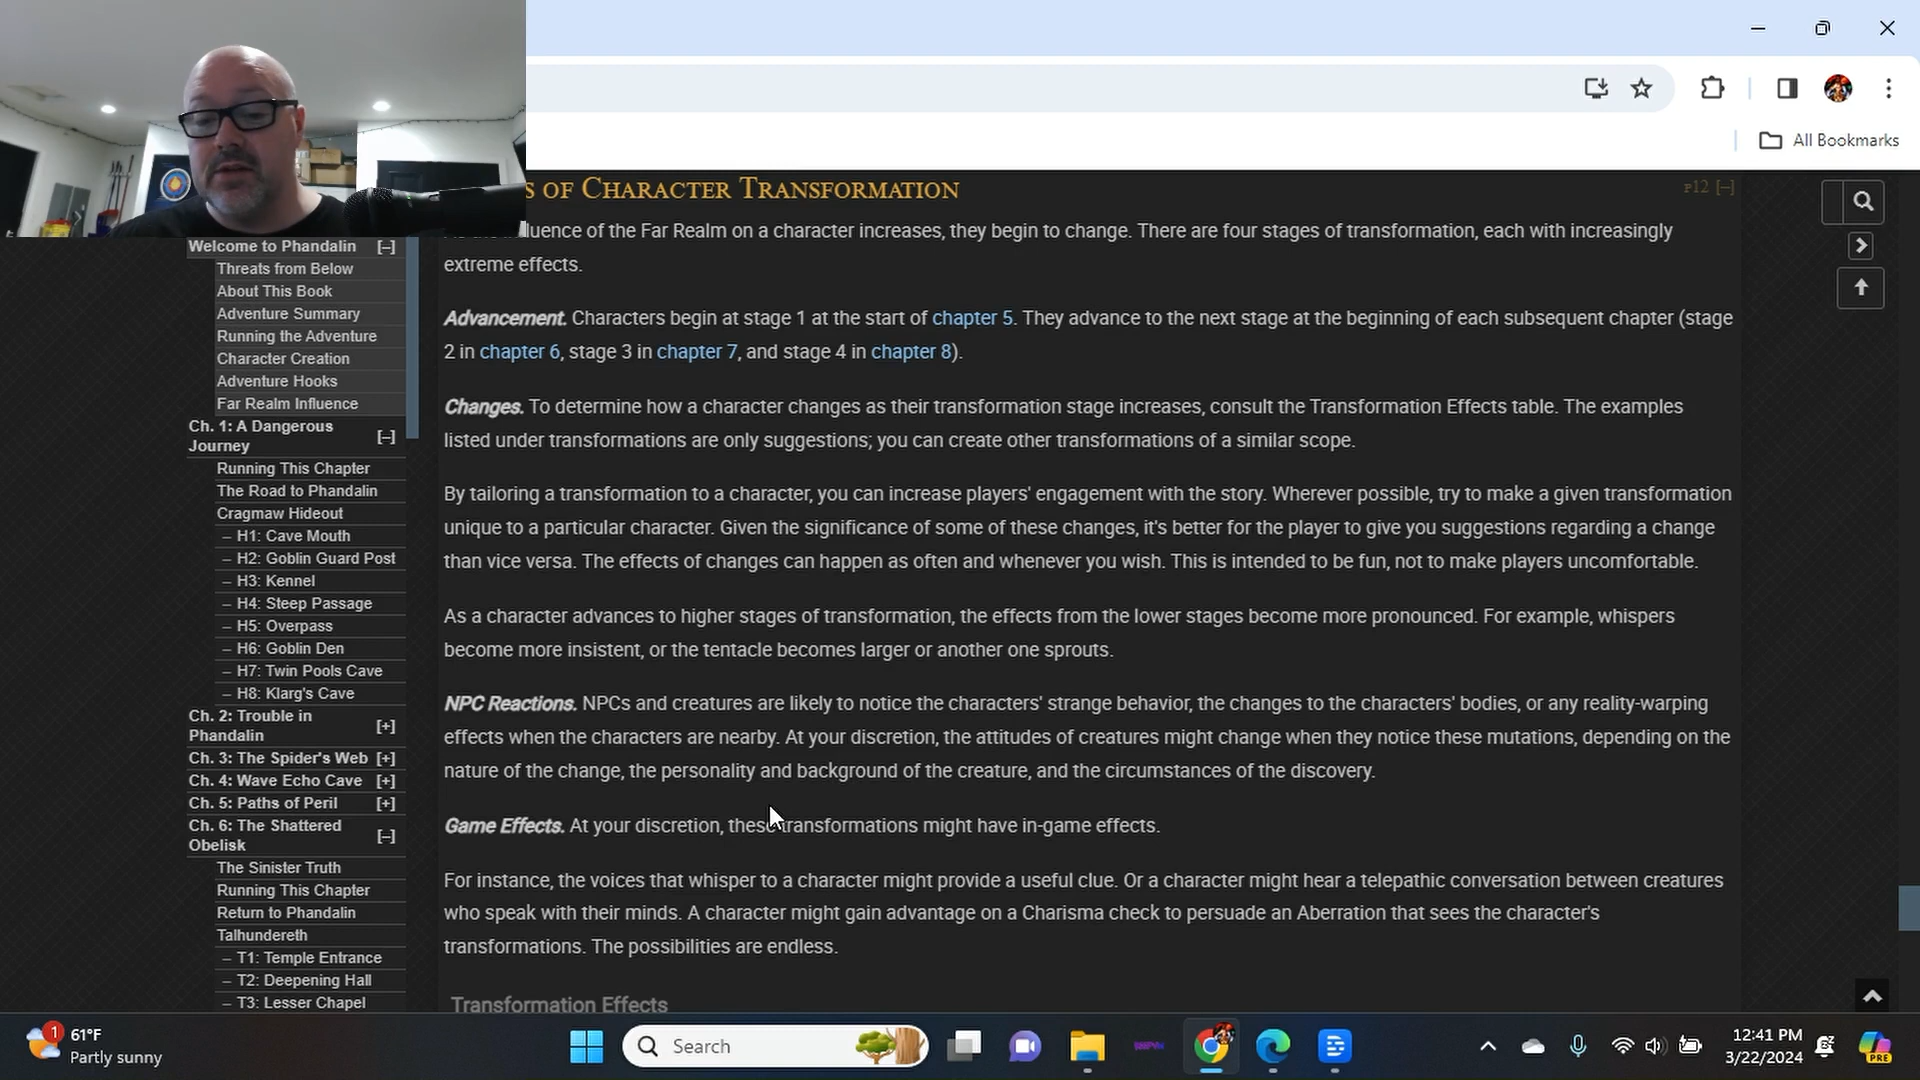 All Bookmarks
S OF CHARACTER TRANSFORMATION
P12 [–]
fluence of the Far Realm on a character increases, they begin to change. There are four stages of transformation, each with increasingly
extreme effects.
Advancement. Characters begin at stage 1 at the start of chapter 5. They advance to the next stage at the beginning of each subsequent chapter (stage
2 in chapter 6, stage 3 in chapter 7, and stage 4 in chapter 8).
Changes. To determine how a character changes as their transformation stage increases, consult the Transformation Effects table. The examples
listed under transformations are only suggestions; you can create other transformations of a similar scope.
By tailoring a transformation to a character, you can increase players' engagement with the story. Wherever possible, try to make a given transformation
unique to a particular character. Given the significance of some of these changes, it's better for the player to give you suggestions regarding a change
than vice versa. The effects of changes can happen as often and whenever you wish. This is intended to be fun, not to make players uncomfortable.
As a character advances to higher stages of transformation, the effects from the lower stages become more pronounced. For example, whispers
become more insistent, or the tentacle becomes larger or another one sprouts.
NPC Reactions. NPCs and creatures are likely to notice the characters' strange behavior, the changes to the characters' bodies, or any reality-warping
effects when the characters are nearby. At your discretion, the attitudes of creatures might change when they notice these mutations, depending on the
nature of the change, the personality and background of the creature, and the circumstances of the discovery.
Game Effects. At your discretion, these transformations might have in-game effects.
For instance, the voices that whisper to a character might provide a useful clue. Or a character might hear a telepathic conversation between creatures
who speak with their minds. A character might gain advantage on a Charisma check to persuade an Aberration that sees the character's
transformations. The possibilities are endless.
Transformation Effects
Welcome to Phandalin [–]
Threats from Below
About This Book
Adventure Summary
Running the Adventure
Character Creation
Adventure Hooks
Far Realm Influence
Ch. 1: A Dangerous
Journey [–]
Running This Chapter
The Road to Phandalin
Cragmaw Hideout
– H1: Cave Mouth
– H2: Goblin Guard Post
– H3: Kennel
– H4: Steep Passage
– H5: Overpass
– H6: Goblin Den
– H7: Twin Pools Cave
– H8: Klarg's Cave
Ch. 2: Trouble in
Phandalin [+]
Ch. 3: The Spider's Web [+]
Ch. 4: Wave Echo Cave [+]
Ch. 5: Paths of Peril [+]
Ch. 6: The Shattered
Obelisk [–]
The Sinister Truth
Running This Chapter
Return to Phandalin
Talhundereth
– T1: Temple Entrance
– T2: Deepening Hall
– T3: Lesser Chapel
1
61°F
Partly sunny
Search
12:41 PM
3/22/2024
PRE